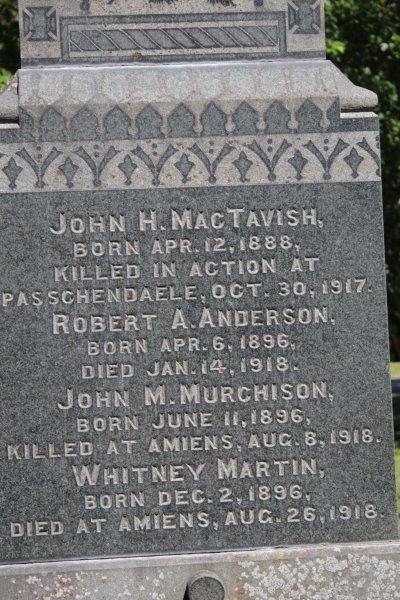 JOHN H. MACTAVISH,
BORN APR. 12, 1888,
KILLED IN ACTION AT
PASSCHENDAELE, OCT. 30, 1917.
ROBERT A. ANDERSON,
BORN APR. 6, 1896,
DIED JAN. 14, 1918.
JOHN M. MURCHISON,
BORN JUNE 11, 1896,
KILLED AT AMIENS, AUG. 8, 1918.
WHITNEY MARTIN,
BORN DEC. 2, 1896,
DIED AT AMIENS, AUG. 26, 1918.